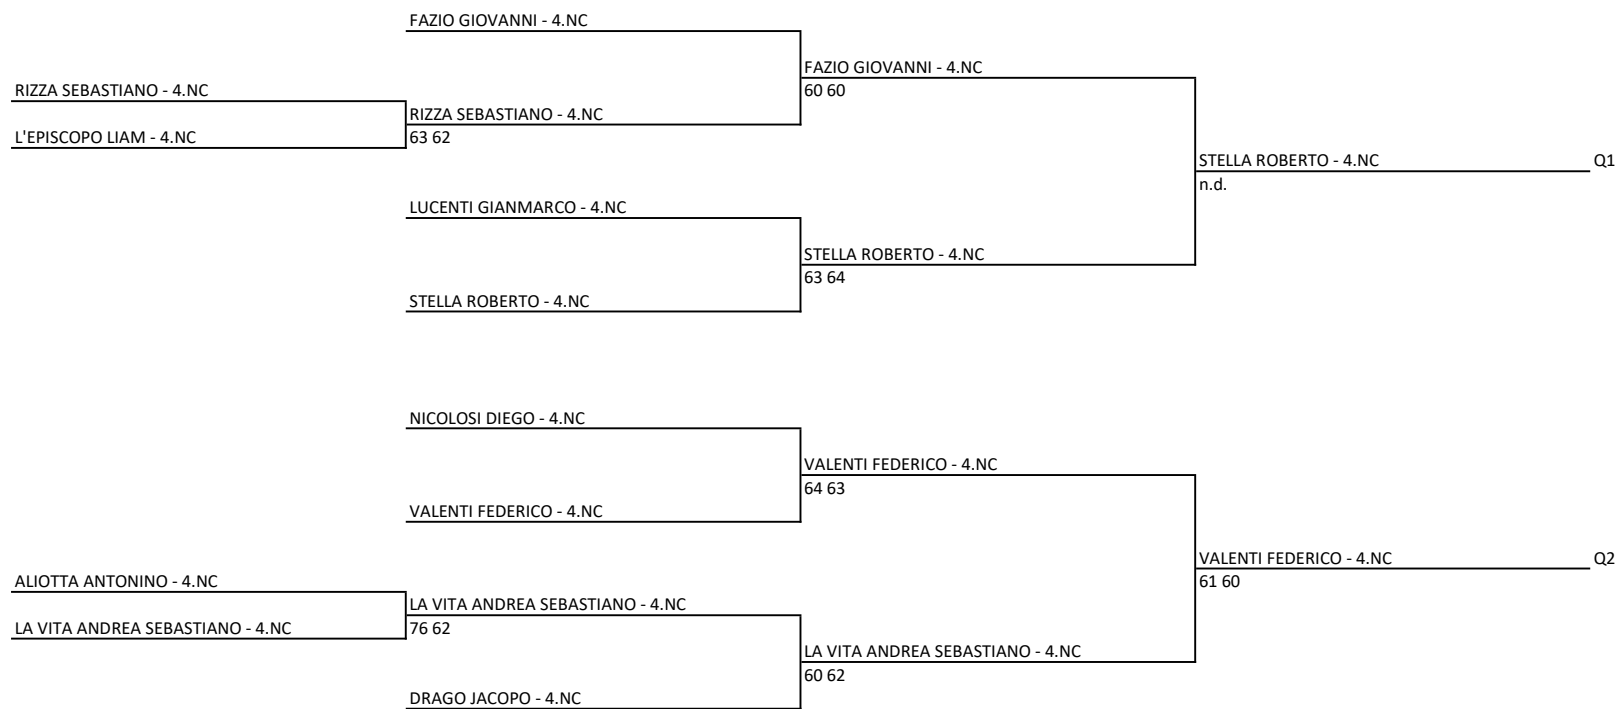 FAZIO GIOVANNI - 4.NC
FAZIO GIOVANNI - 4.NC
RIZZA SEBASTIANO - 4.NC
60 60
RIZZA SEBASTIANO - 4.NC
L'EPISCOPO LIAM - 4.NC
63 62
STELLA ROBERTO - 4.NC
Q1
n.d.
LUCENTI GIANMARCO - 4.NC
STELLA ROBERTO - 4.NC
63 64
STELLA ROBERTO - 4.NC
NICOLOSI DIEGO - 4.NC
VALENTI FEDERICO - 4.NC
64 63
VALENTI FEDERICO - 4.NC
VALENTI FEDERICO - 4.NC
Q2
ALIOTTA ANTONINO - 4.NC
61 60
LA VITA ANDREA SEBASTIANO - 4.NC
LA VITA ANDREA SEBASTIANO - 4.NC
76 62
LA VITA ANDREA SEBASTIANO - 4.NC
60 62
DRAGO JACOPO - 4.NC